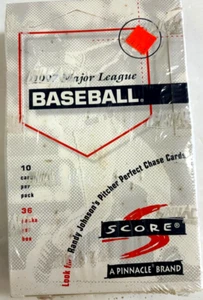 1997 Major League
BASEBALL
10
cards
per
pack
36
packs
per
box
Look for Randy Johnson's Pitcher Perfect Chase Cards
SCORE®
A PINNACLE® BRAND